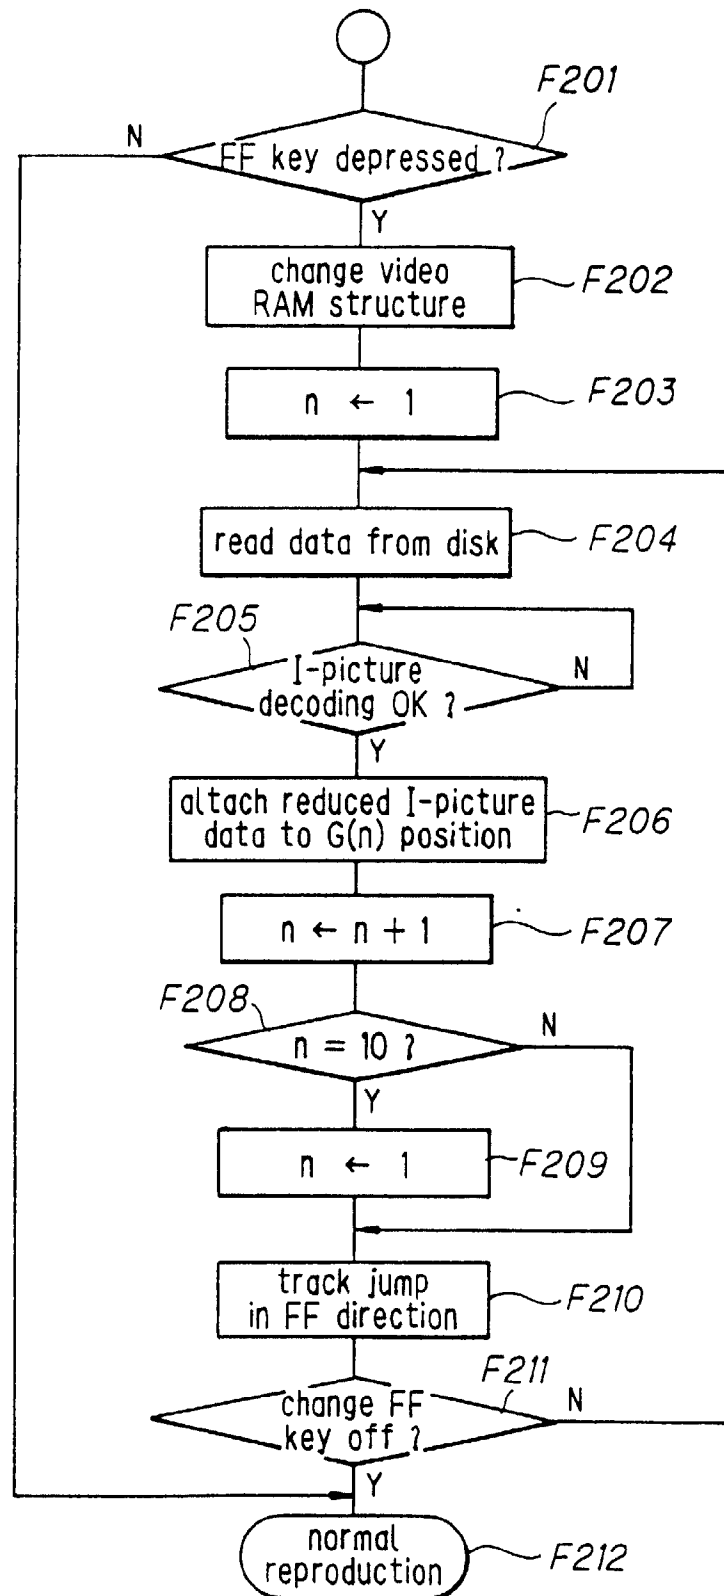 F201
N
FF key depressed ?
Y
change video
RAM structure
F202
n ← 1
F203
read data from disk
F204
F205
I-picture
decoding OK ?
N
Y
altach reduced I-picture
data to G(n) position
F206
n ← n + 1
F207
F208
n = 10 ?
N
Y
n ← 1
F209
track jump
in FF direction
F210
F211
change FF
key off ?
N
Y
normal
reproduction
F212